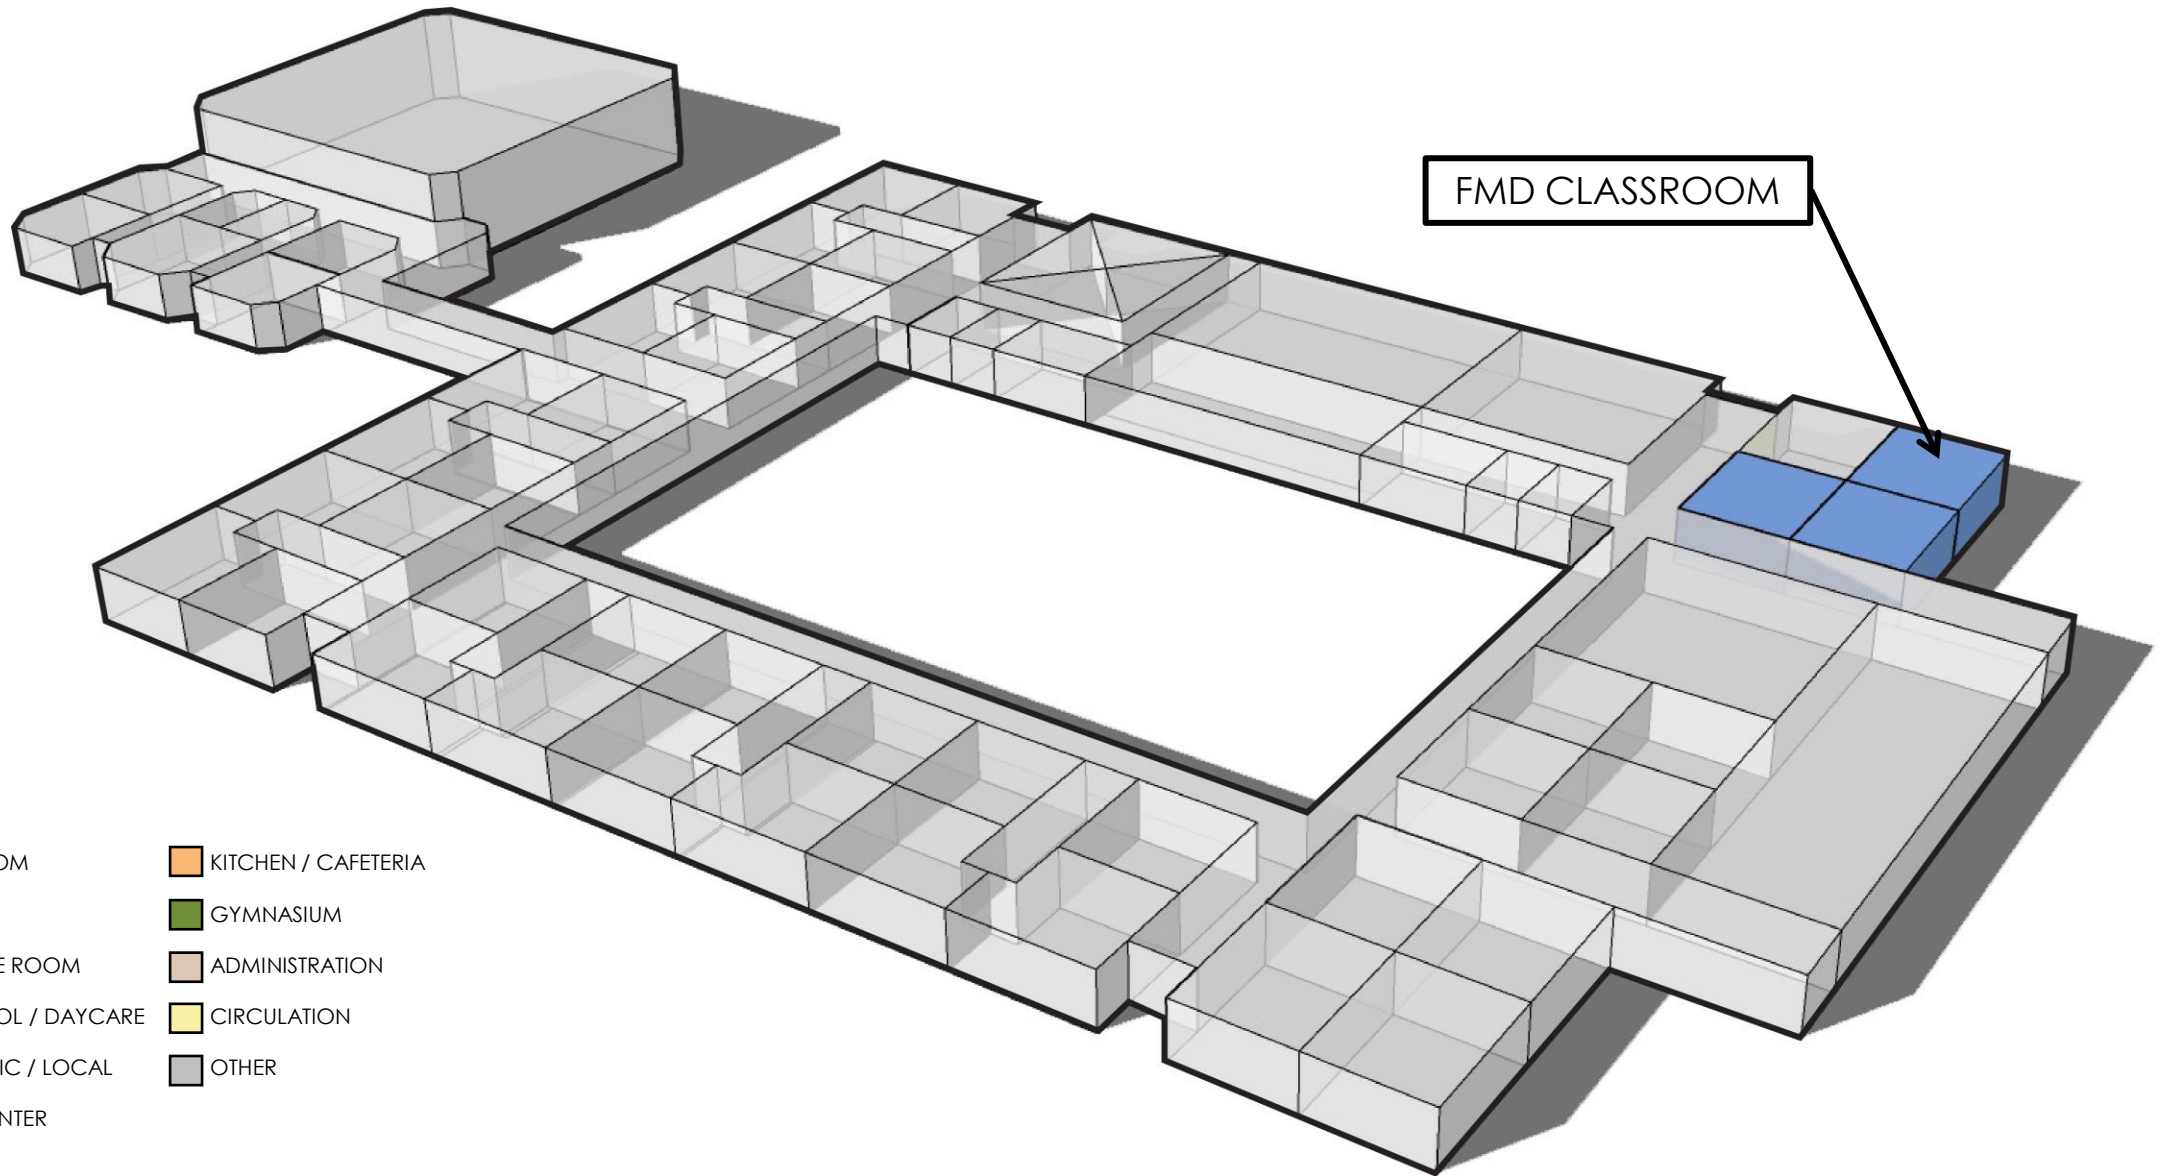 FMD CLASSROOM
OM
KITCHEN / CAFETERIA
GYMNASIUM
E ROOM
ADMINISTRATION
OL / DAYCARE
CIRCULATION
IC / LOCAL
OTHER
NTER